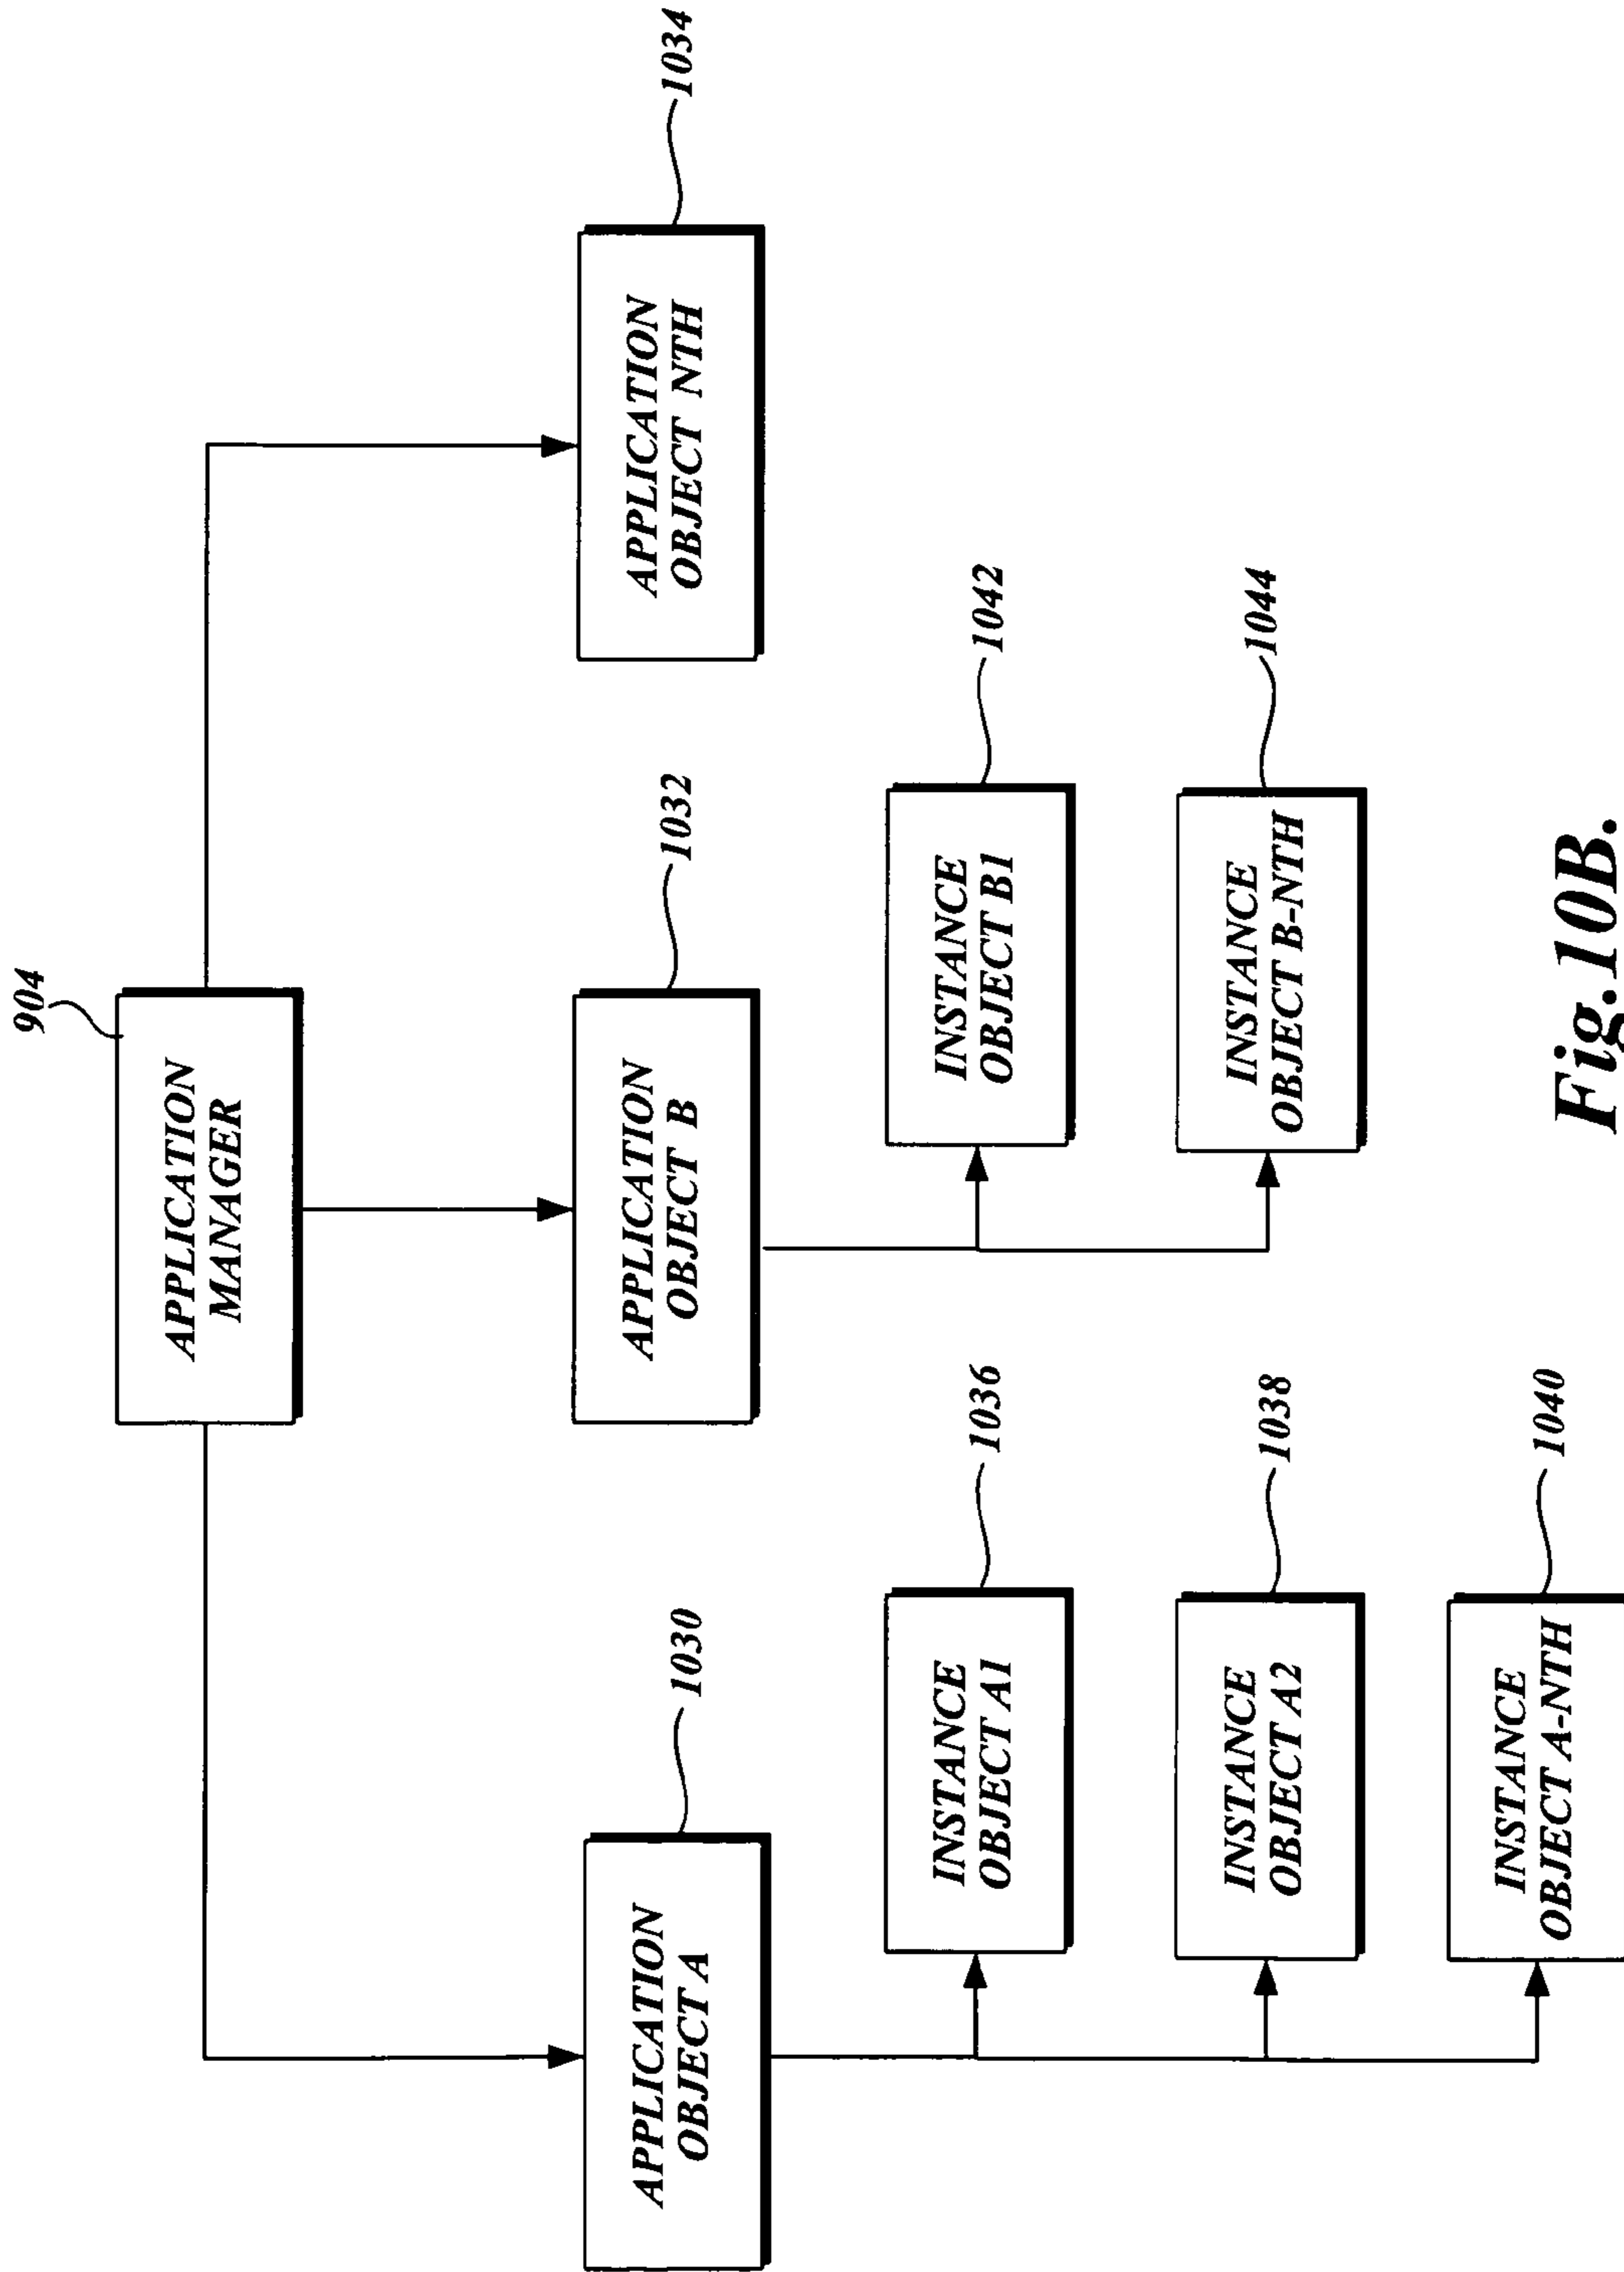 904
APPLICATION
MANAGER
APPLICATION
OBJECT A
1030
APPLICATION
OBJECT B
1032
APPLICATION
OBJECT NTH
1034
INSTANCE
OBJECT A1
1036
INSTANCE
OBJECT B1
1042
INSTANCE
OBJECT A2
1038
INSTANCE
OBJECT B-NTH
1044
INSTANCE
OBJECT A-NTH
1040
Fig.10B.